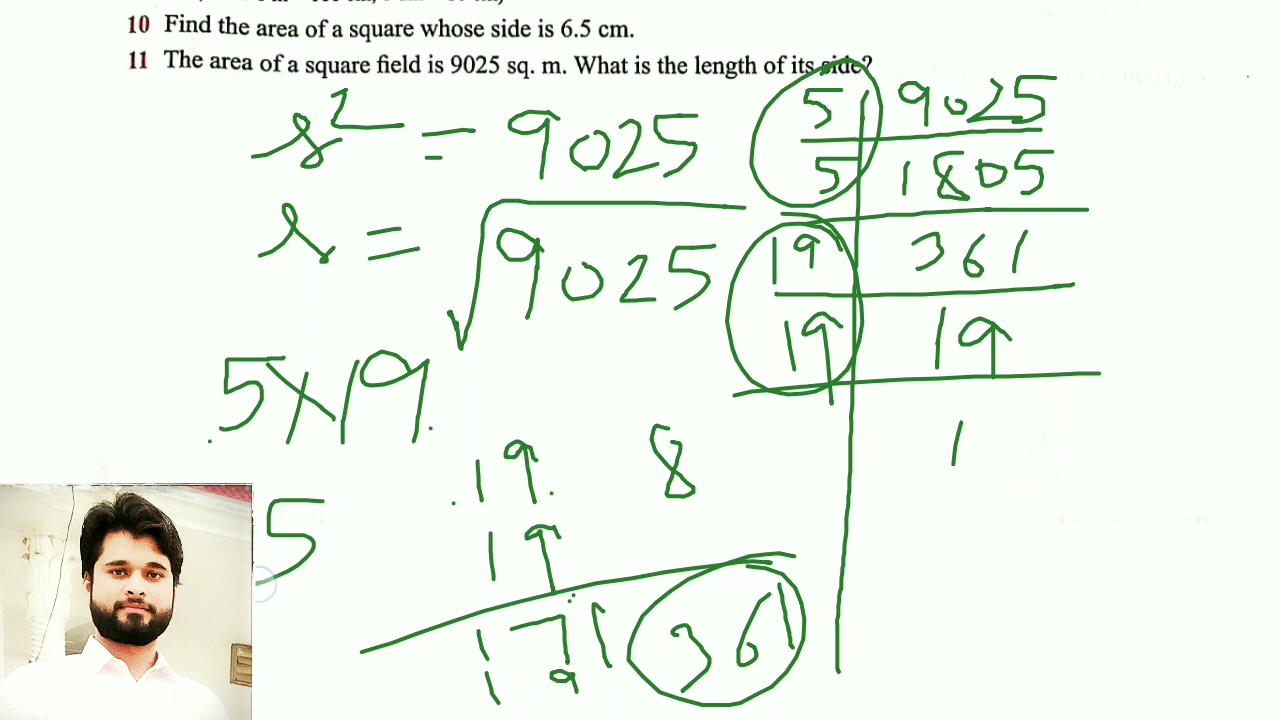 10 Find the area of a square whose side is 6.5 cm.
11 The area of a square field is 9025 sq. m. What is the length of its side?
s² = 9025
s = √9025
5 | 9025
5 | 1805
19 | 361
19 | 19
1
5x19
5
19
19
171
19
8
361